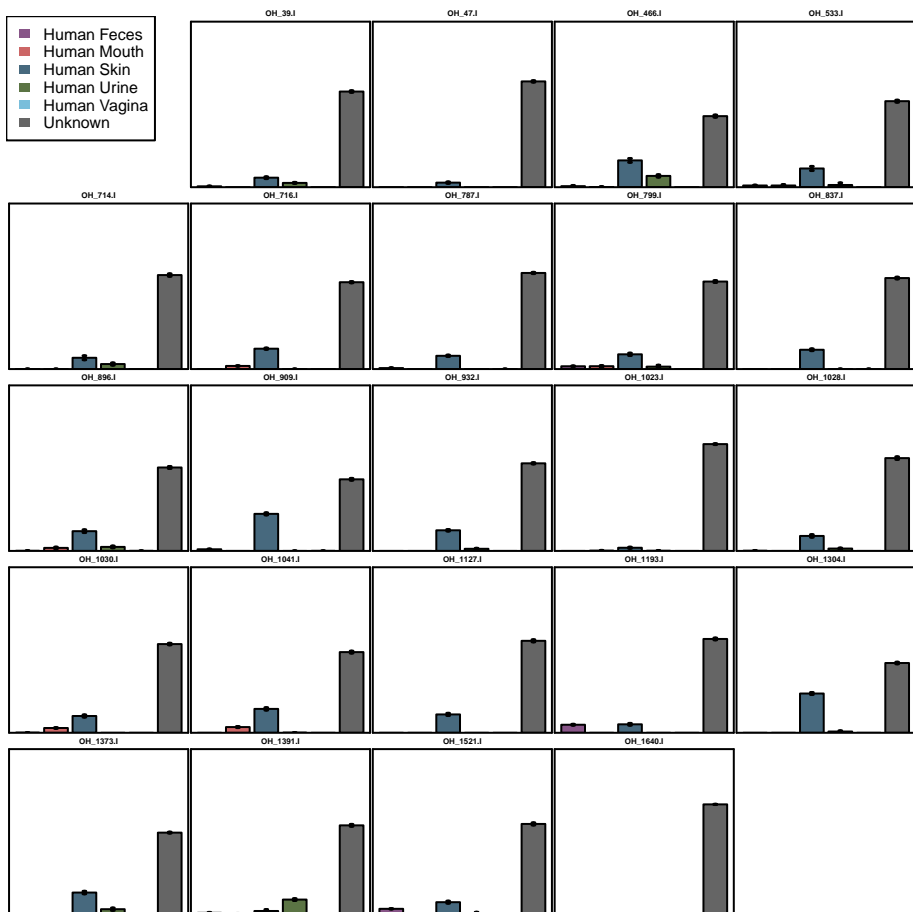 OH_39.I
OH_47.I
OH_466.I
OH_533.I
Human Feces
Human Mouth
Human Skin
Human Urine
Human Vagina
Unknown
OH_714.I
OH_716.I
OH_787.I
OH_799.I
OH_837.I
OH_896.I
OH_909.I
OH_932.I
OH_1023.I
OH_1028.I
OH_1030.I
OH_1041.I
OH_1127.I
OH_1193.I
OH_1304.I
OH_1373.I
OH_1391.I
OH_1521.I
OH_1640.I